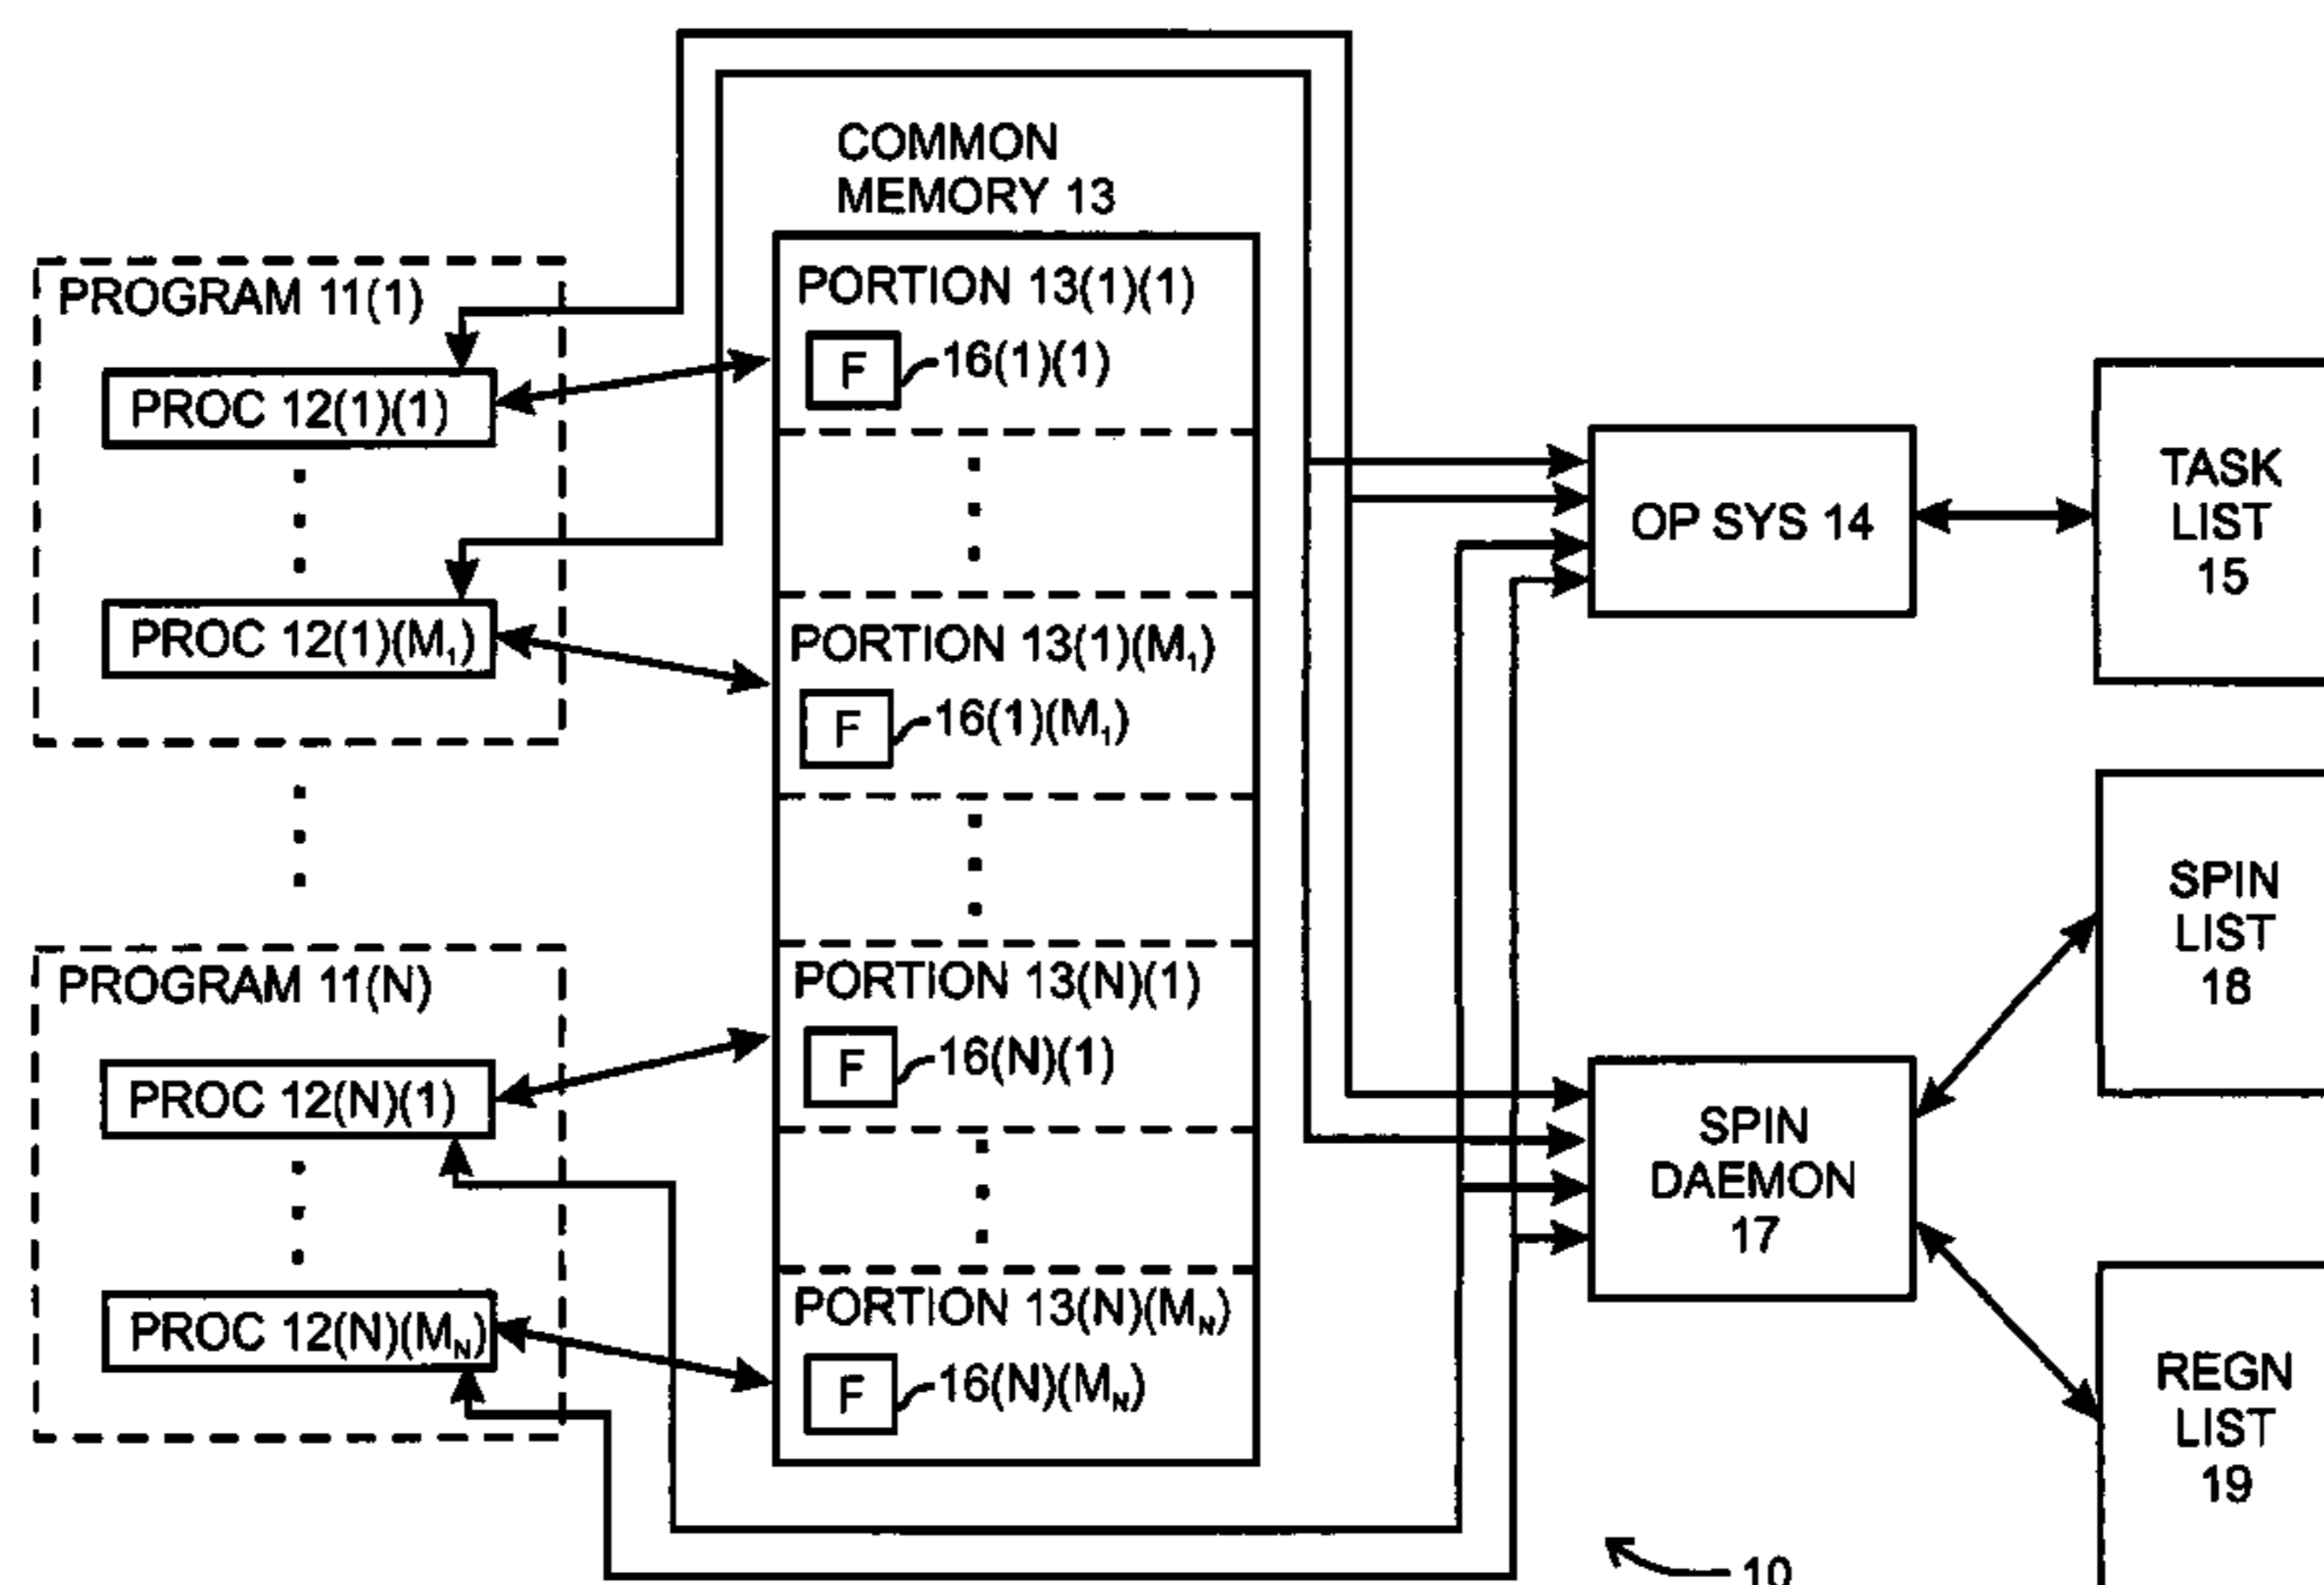 COMMON
MEMORY 13
PROGRAM 11(1)
PROC 12(1)(1)
PROC 12(1)(M₁)
PROGRAM 11(N)
PROC 12(N)(1)
PROC 12(N)(Mɴ)
PORTION 13(1)(1)
F
16(1)(1)
PORTION 13(1)(M₁)
F
16(1)(M₁)
PORTION 13(N)(1)
F
16(N)(1)
PORTION 13(N)(Mɴ)
F
16(N)(Mɴ)
OP SYS 14
SPIN
DAEMON
17
TASK
LIST
15
SPIN
LIST
18
REGN
LIST
19
10